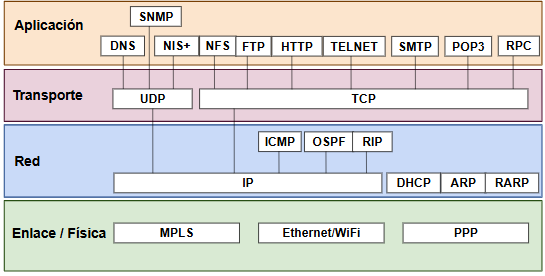 Aplicación
SNMP
DNS NIS+ NFS FTP HTTP TELNET SMTP POP3 RPC
Transporte
UDP TCP
Red
ICMP OSPF RIP
IP DHCP ARP RARP
Enlace / Física
MPLS Ethernet/WiFi PPP